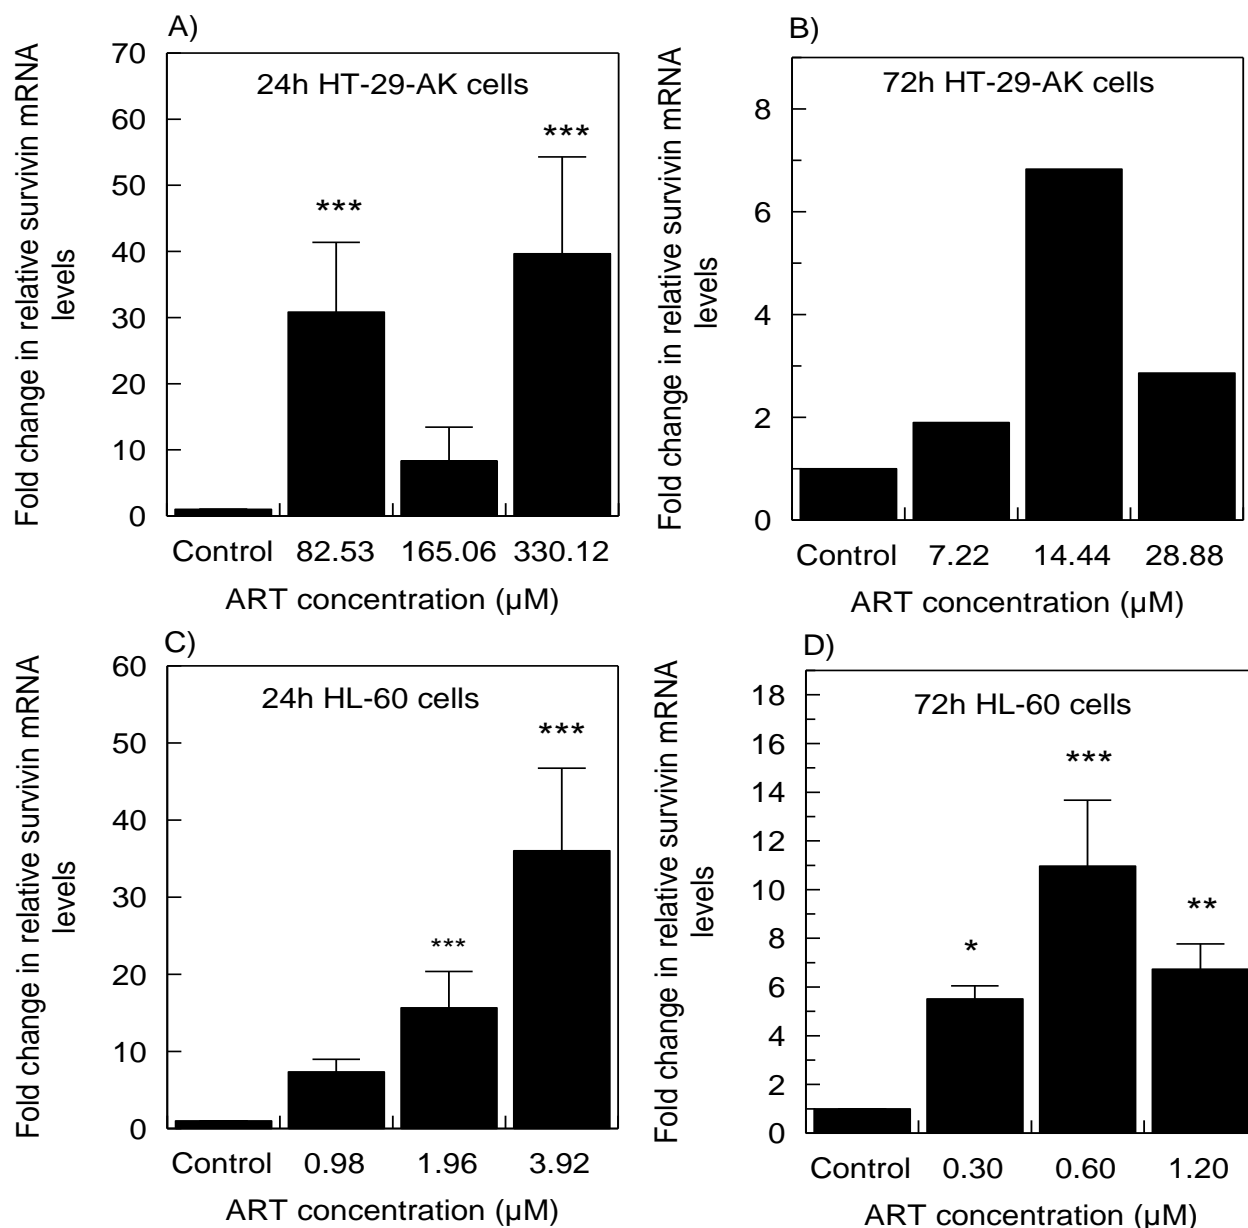 A)
Fold change in relative survivin mRNA
levels
70
60
50
40
30
20
10
0
24h HT-29-AK cells
***
***
Control 82.53 165.06 330.12
ART concentration (µM)
B)
Fold change in relative survivin mRNA
levels
8
6
4
2
0
72h HT-29-AK cells
Control 7.22 14.44 28.88
ART concentration (µM)
C)
Fold change in relative survivin mRNA
levels
60
50
40
30
20
10
0
24h HL-60 cells
***
***
Control 0.98 1.96 3.92
ART concentration (µM)
D)
Fold change in relative survivin mRNA
levels
18
16
14
12
10
8
6
4
2
0
72h HL-60 cells
***
**
*
Control 0.30 0.60 1.20
ART concentration (µM)